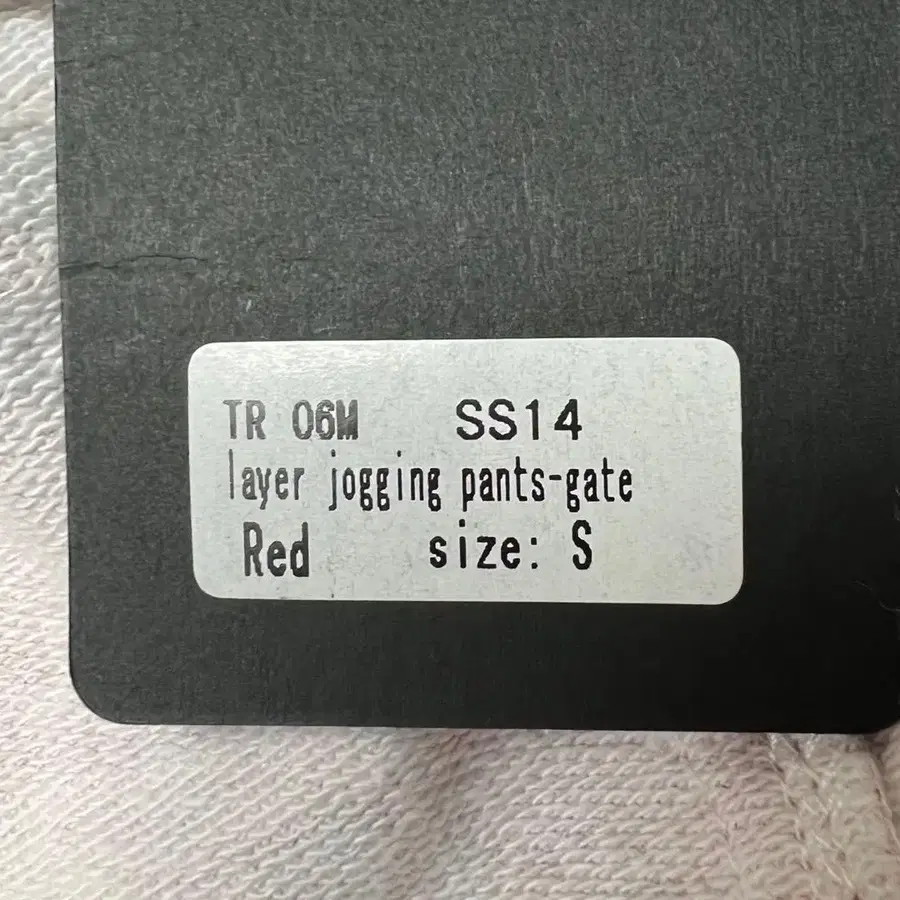 TR 06M SS14
layer jogging pants-gate
Red size: S